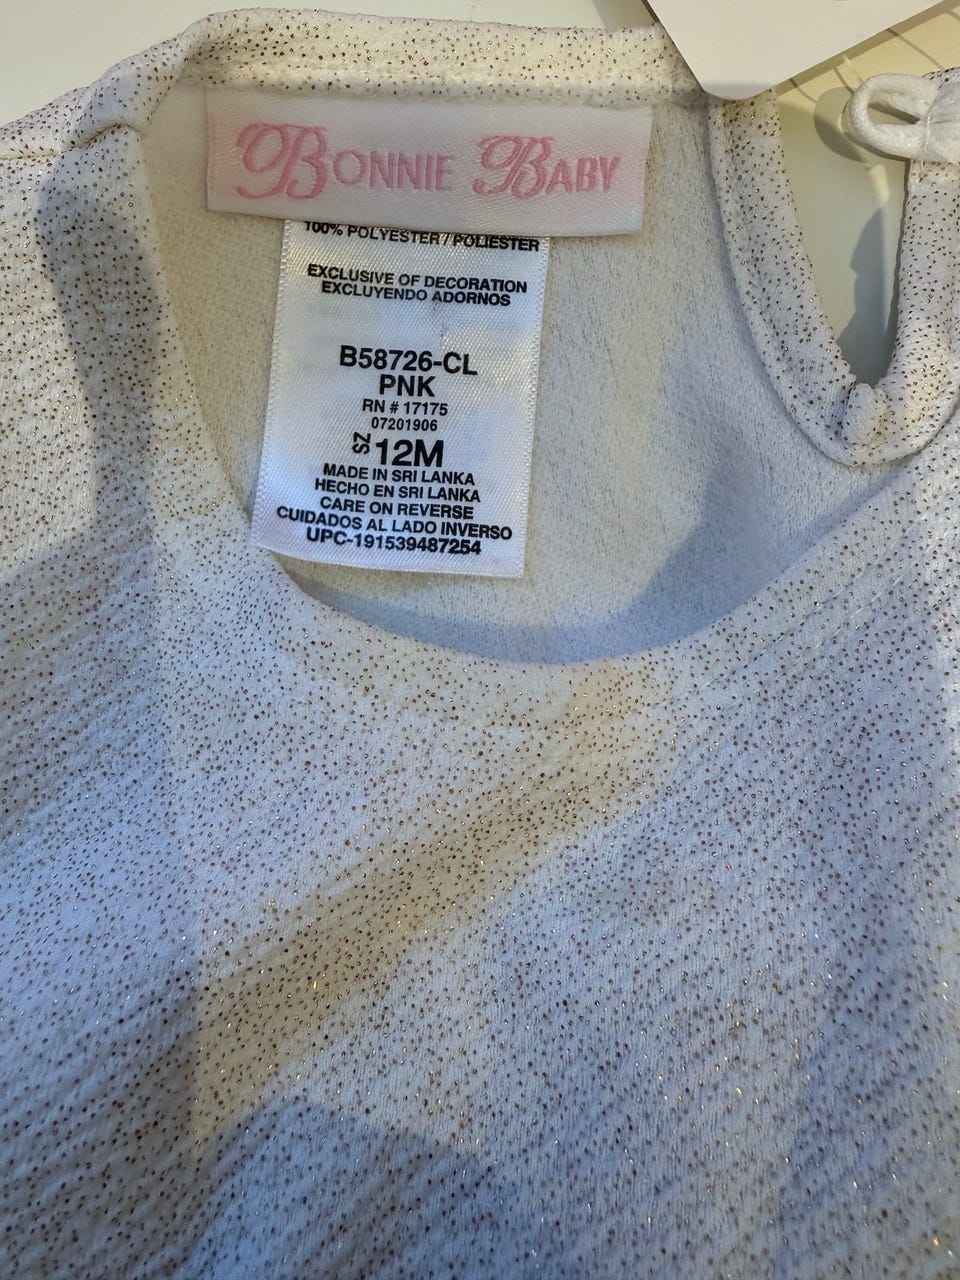 BONNIE BABY
100% POLYESTER / POLIESTER
EXCLUSIVE OF DECORATION
EXCLUYENDO ADORNOS
B58726-CL
PNK
RN # 17175
07201906
SZ 12M
MADE IN SRI LANKA
HECHO EN SRI LANKA
CARE ON REVERSE
CUIDADOS AL LADO INVERSO
UPC-191539487254